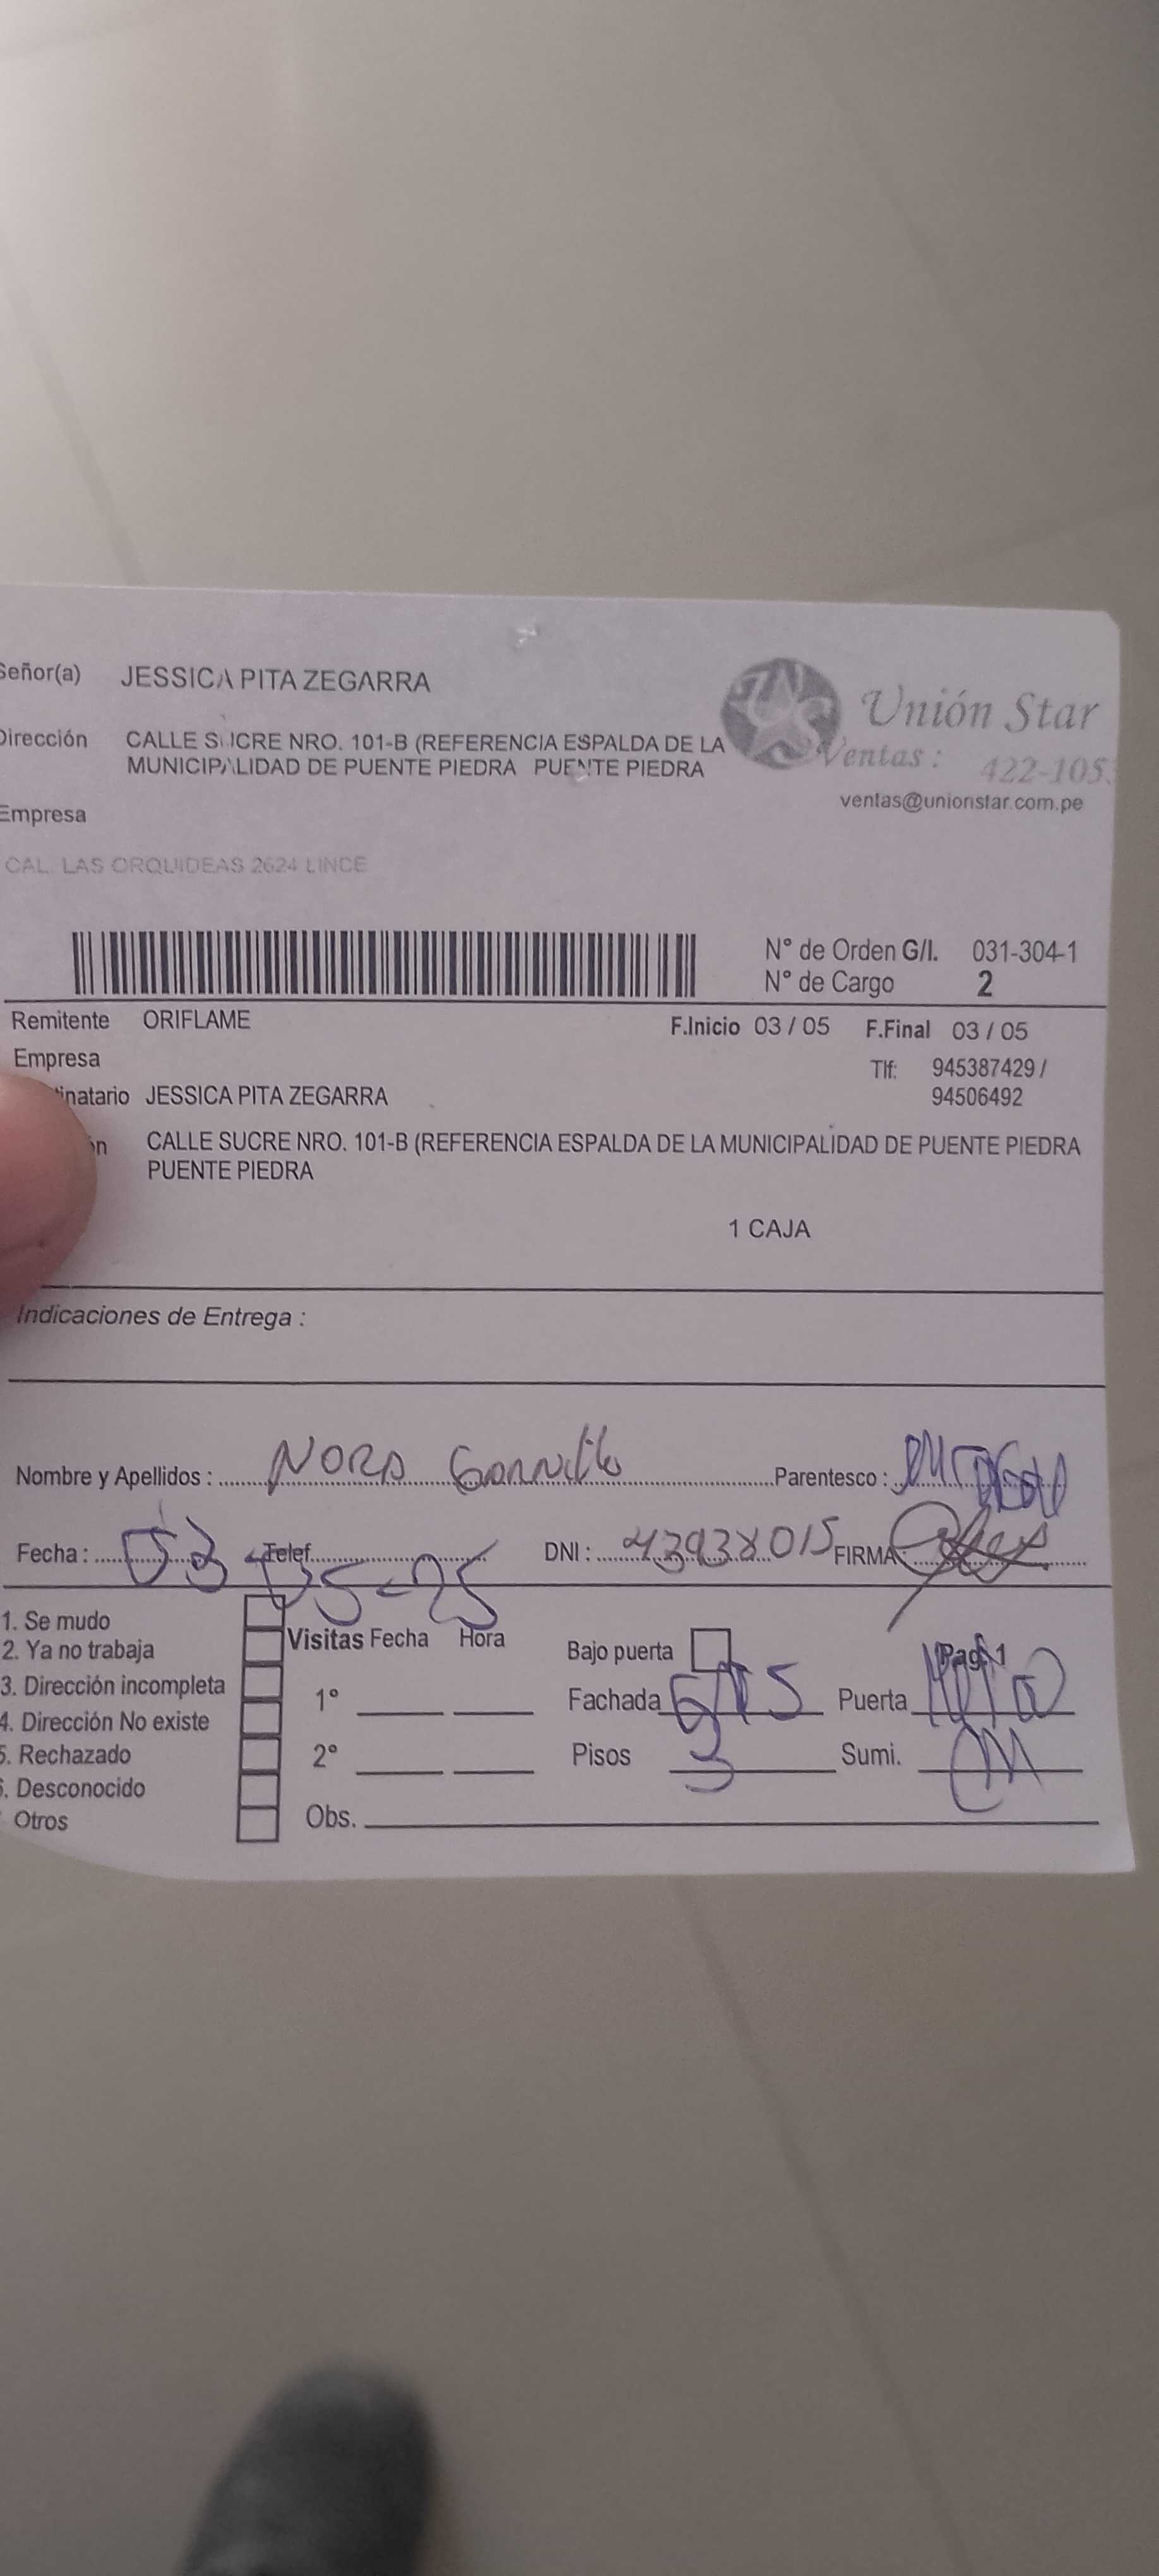 Señor(a) JESSICA PITA ZEGARRA
Unión Star
Dirección CALLE SUCRE NRO. 101-B (REFERENCIA ESPALDA DE LA
MUNICIPALIDAD DE PUENTE PIEDRA PUENTE PIEDRA
Ventas : 422-105
ventas@unionstar.com.pe
Empresa
CAL. LAS ORQUIDEAS 2624 LINCE
N° de Orden G/I. 031-304-1
N° de Cargo 2
Remitente ORIFLAME
F.Inicio 03 / 05 F.Final 03 / 05
Empresa
Tlf: 945387429 /
94506492
tinatario JESSICA PITA ZEGARRA
ón CALLE SUCRE NRO. 101-B (REFERENCIA ESPALDA DE LA MUNICIPALIDAD DE PUENTE PIEDRA
PUENTE PIEDRA
1 CAJA
Indicaciones de Entrega :
Nombre y Apellidos : NORA Parentesco :
Fecha : 03-05-25 Telef. DNI : 43938015 FIRMA:
1. Se mudo
2. Ya no trabaja
3. Dirección incompleta
4. Dirección No existe
5. Rechazado
6. Desconocido
Otros
Visitas Fecha Hora
1°
2°
Obs.
Bajo puerta
Pag. 1
Fachada Puerta
Pisos 3 Sumi.